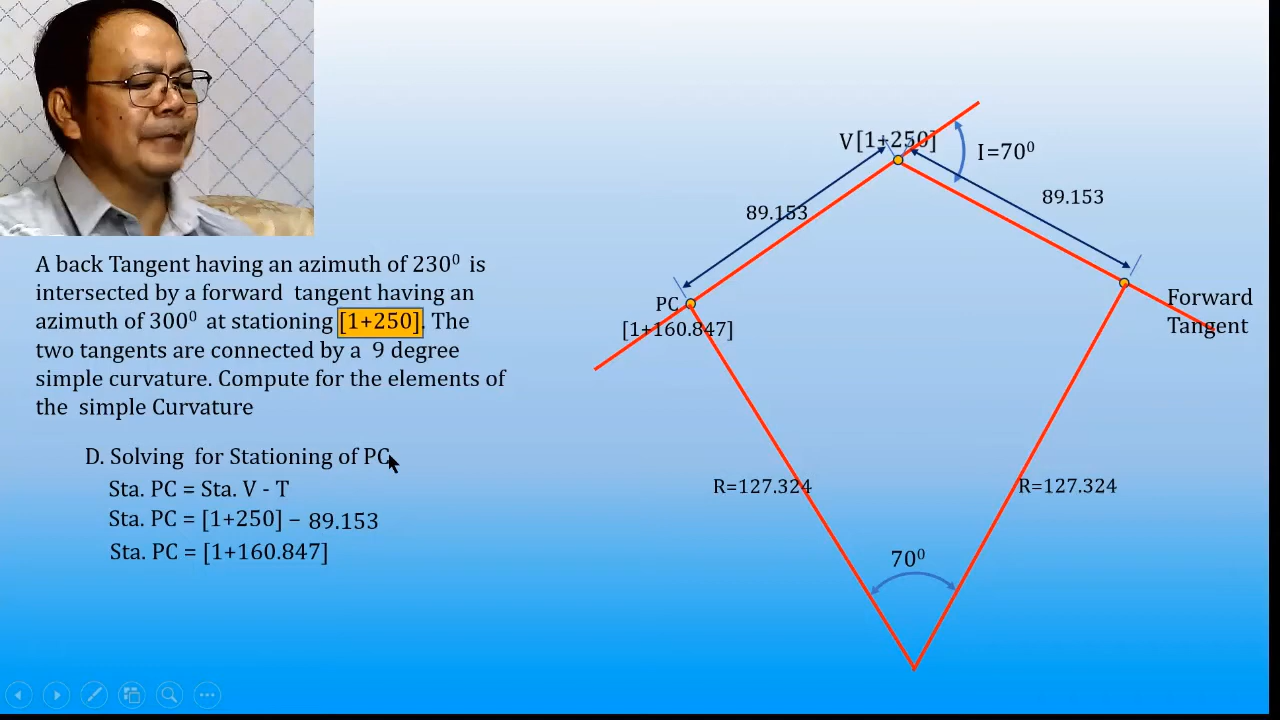 A back Tangent having an azimuth of 230⁰ is
intersected by a forward tangent having an
azimuth of 300⁰ at stationing [1+250]. The
two tangents are connected by a 9 degree
simple curvature. Compute for the elements of
the simple Curvature
D. Solving for Stationing of PC
Sta. PC = Sta. V - T
Sta. PC = [1+250] − 89.153
Sta. PC = [1+160.847]
V [1+250]
I=70⁰
89.153
89.153
PC
[1+160.847]
Forward
Tangent
R=127.324
R=127.324
70⁰